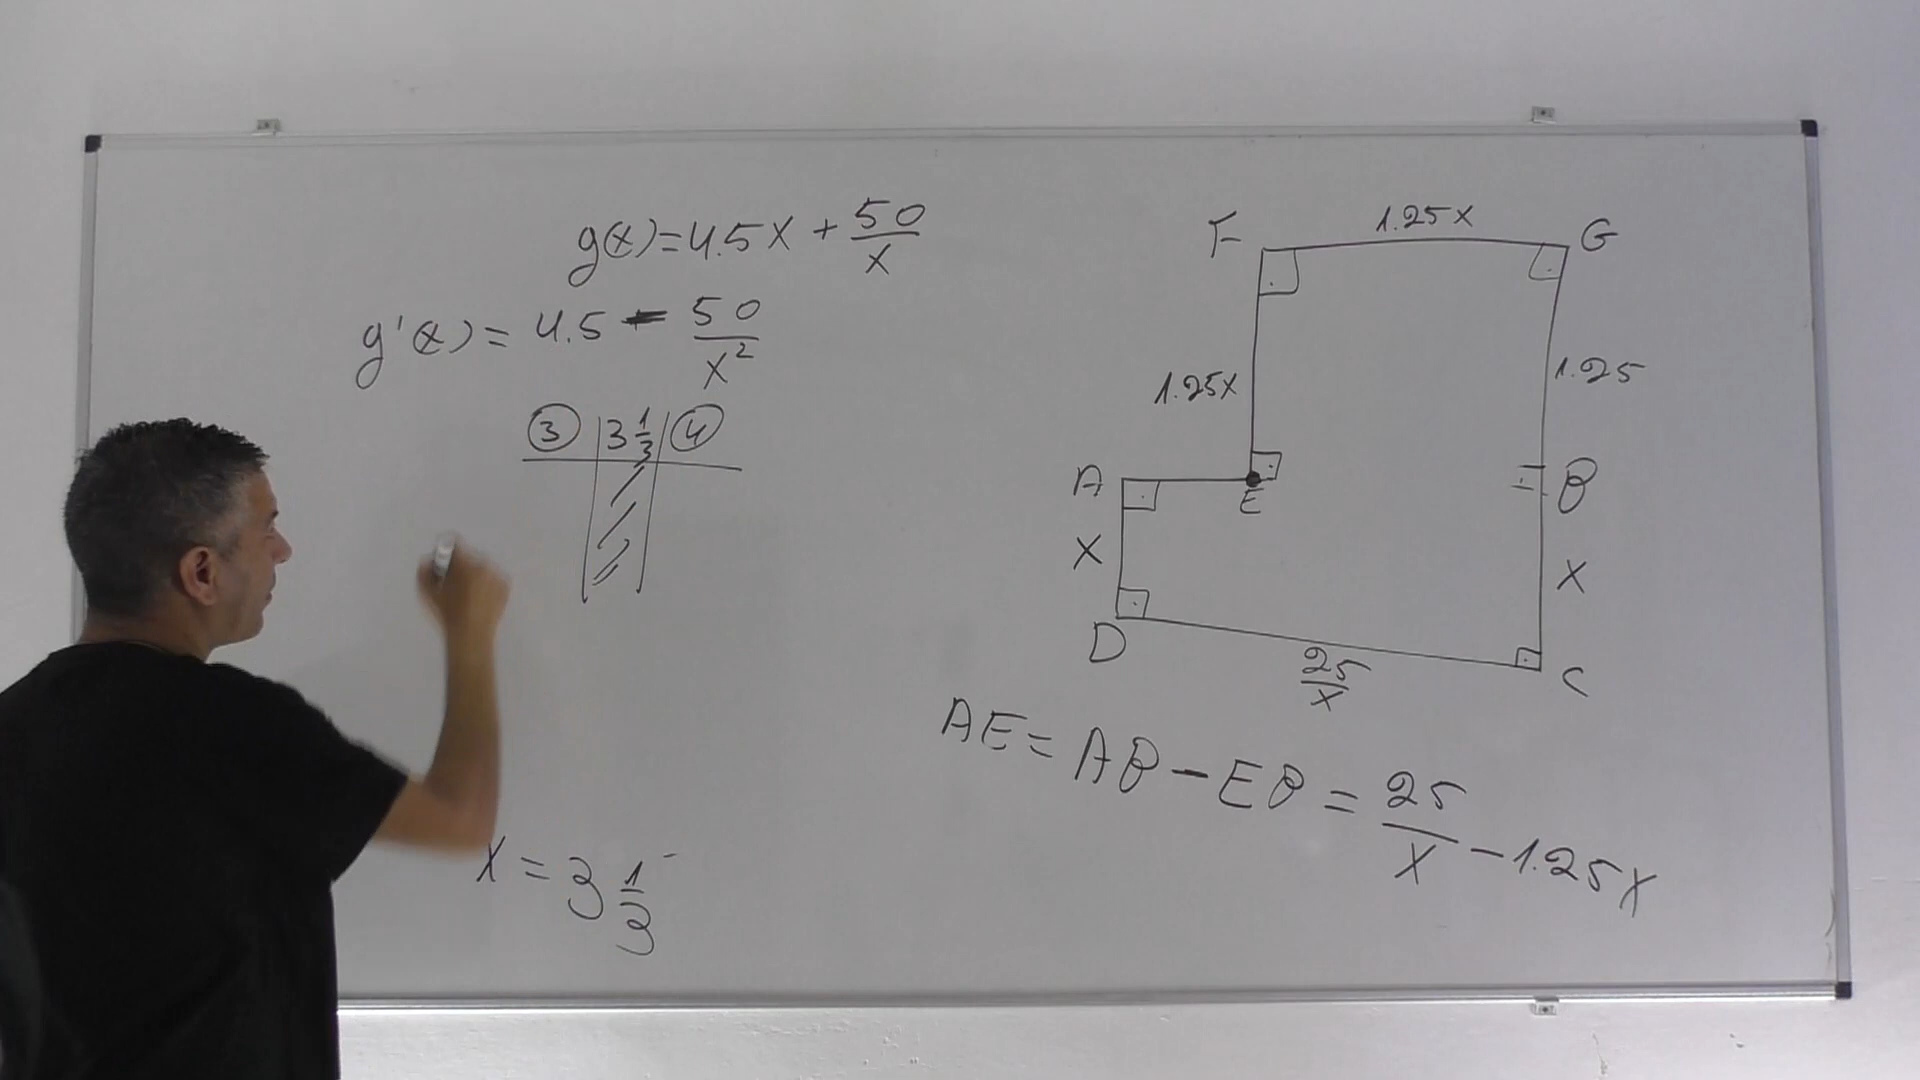 g(x)=4.5x + 50/x
g'(x) = 4.5 - 50/x²
3 | 3 1/3 | 4
x = 3 1/3
F 1.25x G
1.25x 1.25
A E B
x x
D 25/x C
AE = AB - EB = 25/x - 1.25x